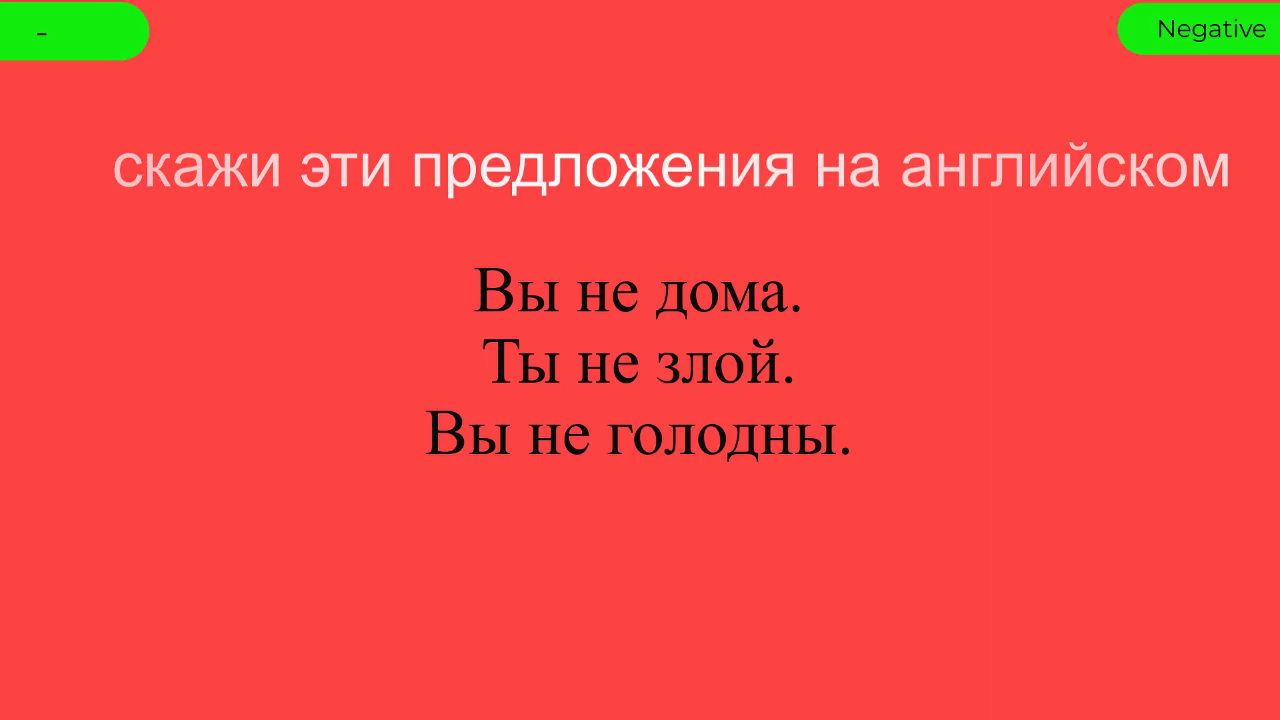 -
Negative
скажи эти предложения на английском
Вы не дома.
Ты не злой.
Вы не голодны.